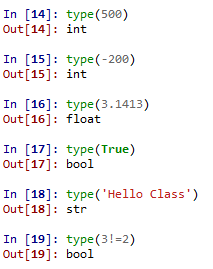 In [14]: type(500)
Out[14]: int
In [15]: type(-200)
Out[15]: int
In [16]: type(3.1413)
Out[16]: float
In [17]: type(True)
Out[17]: bool
In [18]: type('Hello Class')
Out[18]: str
In [19]: type(3!=2)
Out[19]: bool